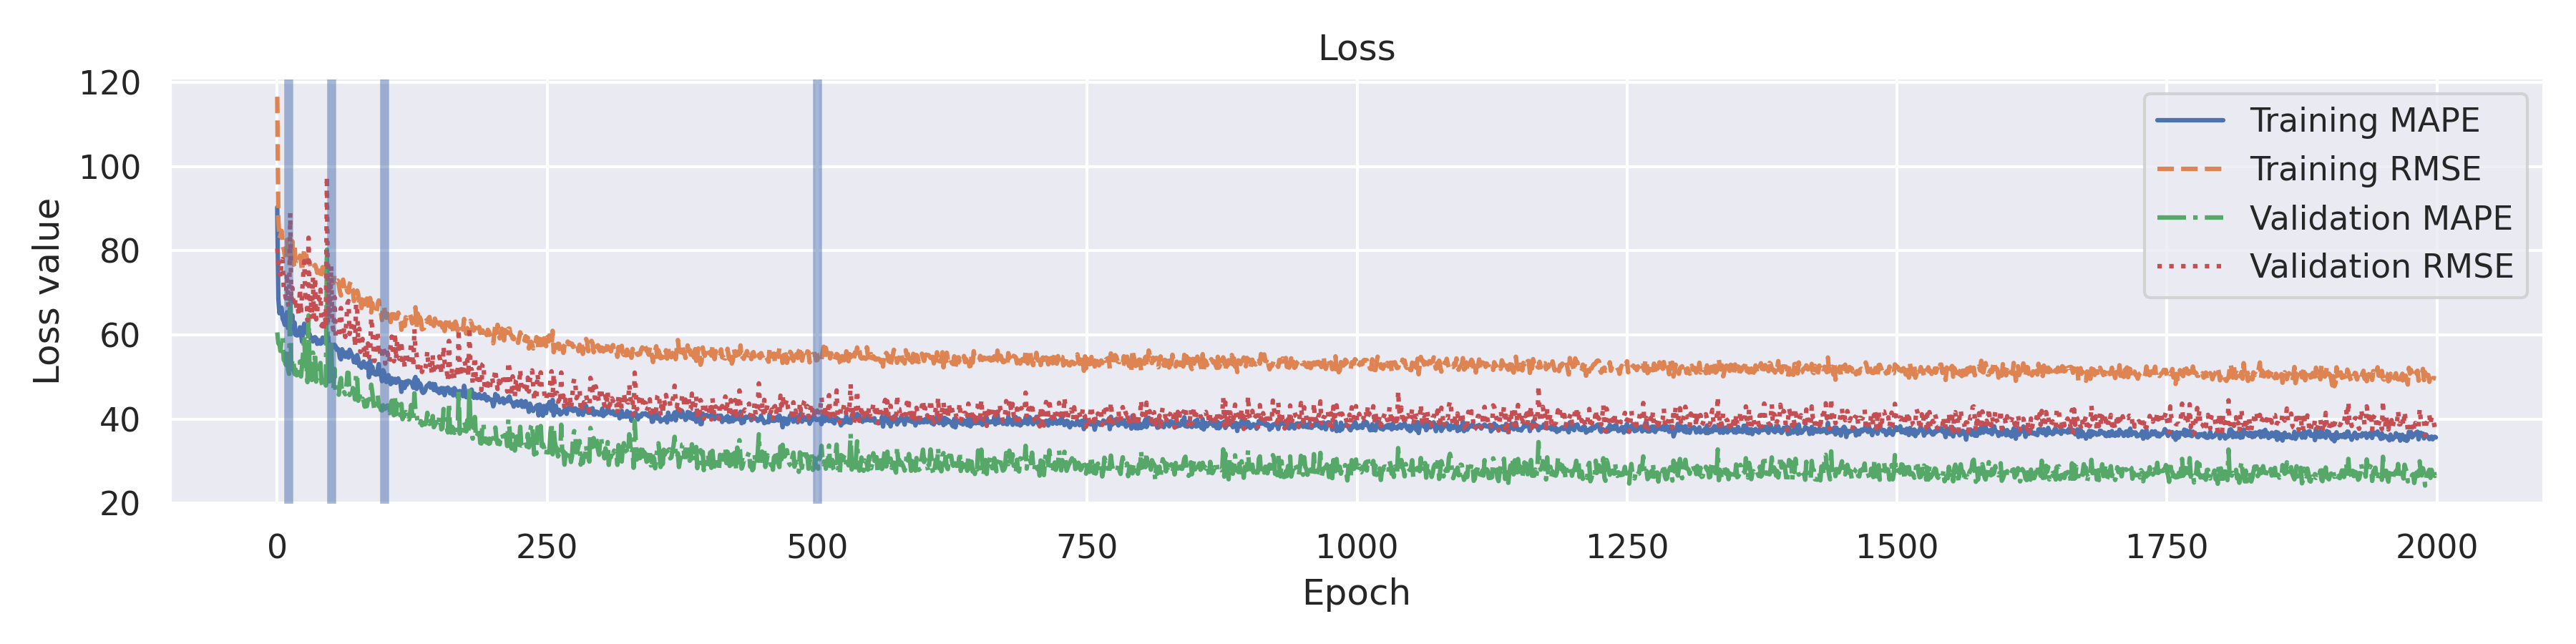 Loss
120
100
80
60
40
20
Loss value
Training MAPE
Training RMSE
Validation MAPE
Validation RMSE
0 250 500 750 1000 1250 1500 1750 2000
Epoch